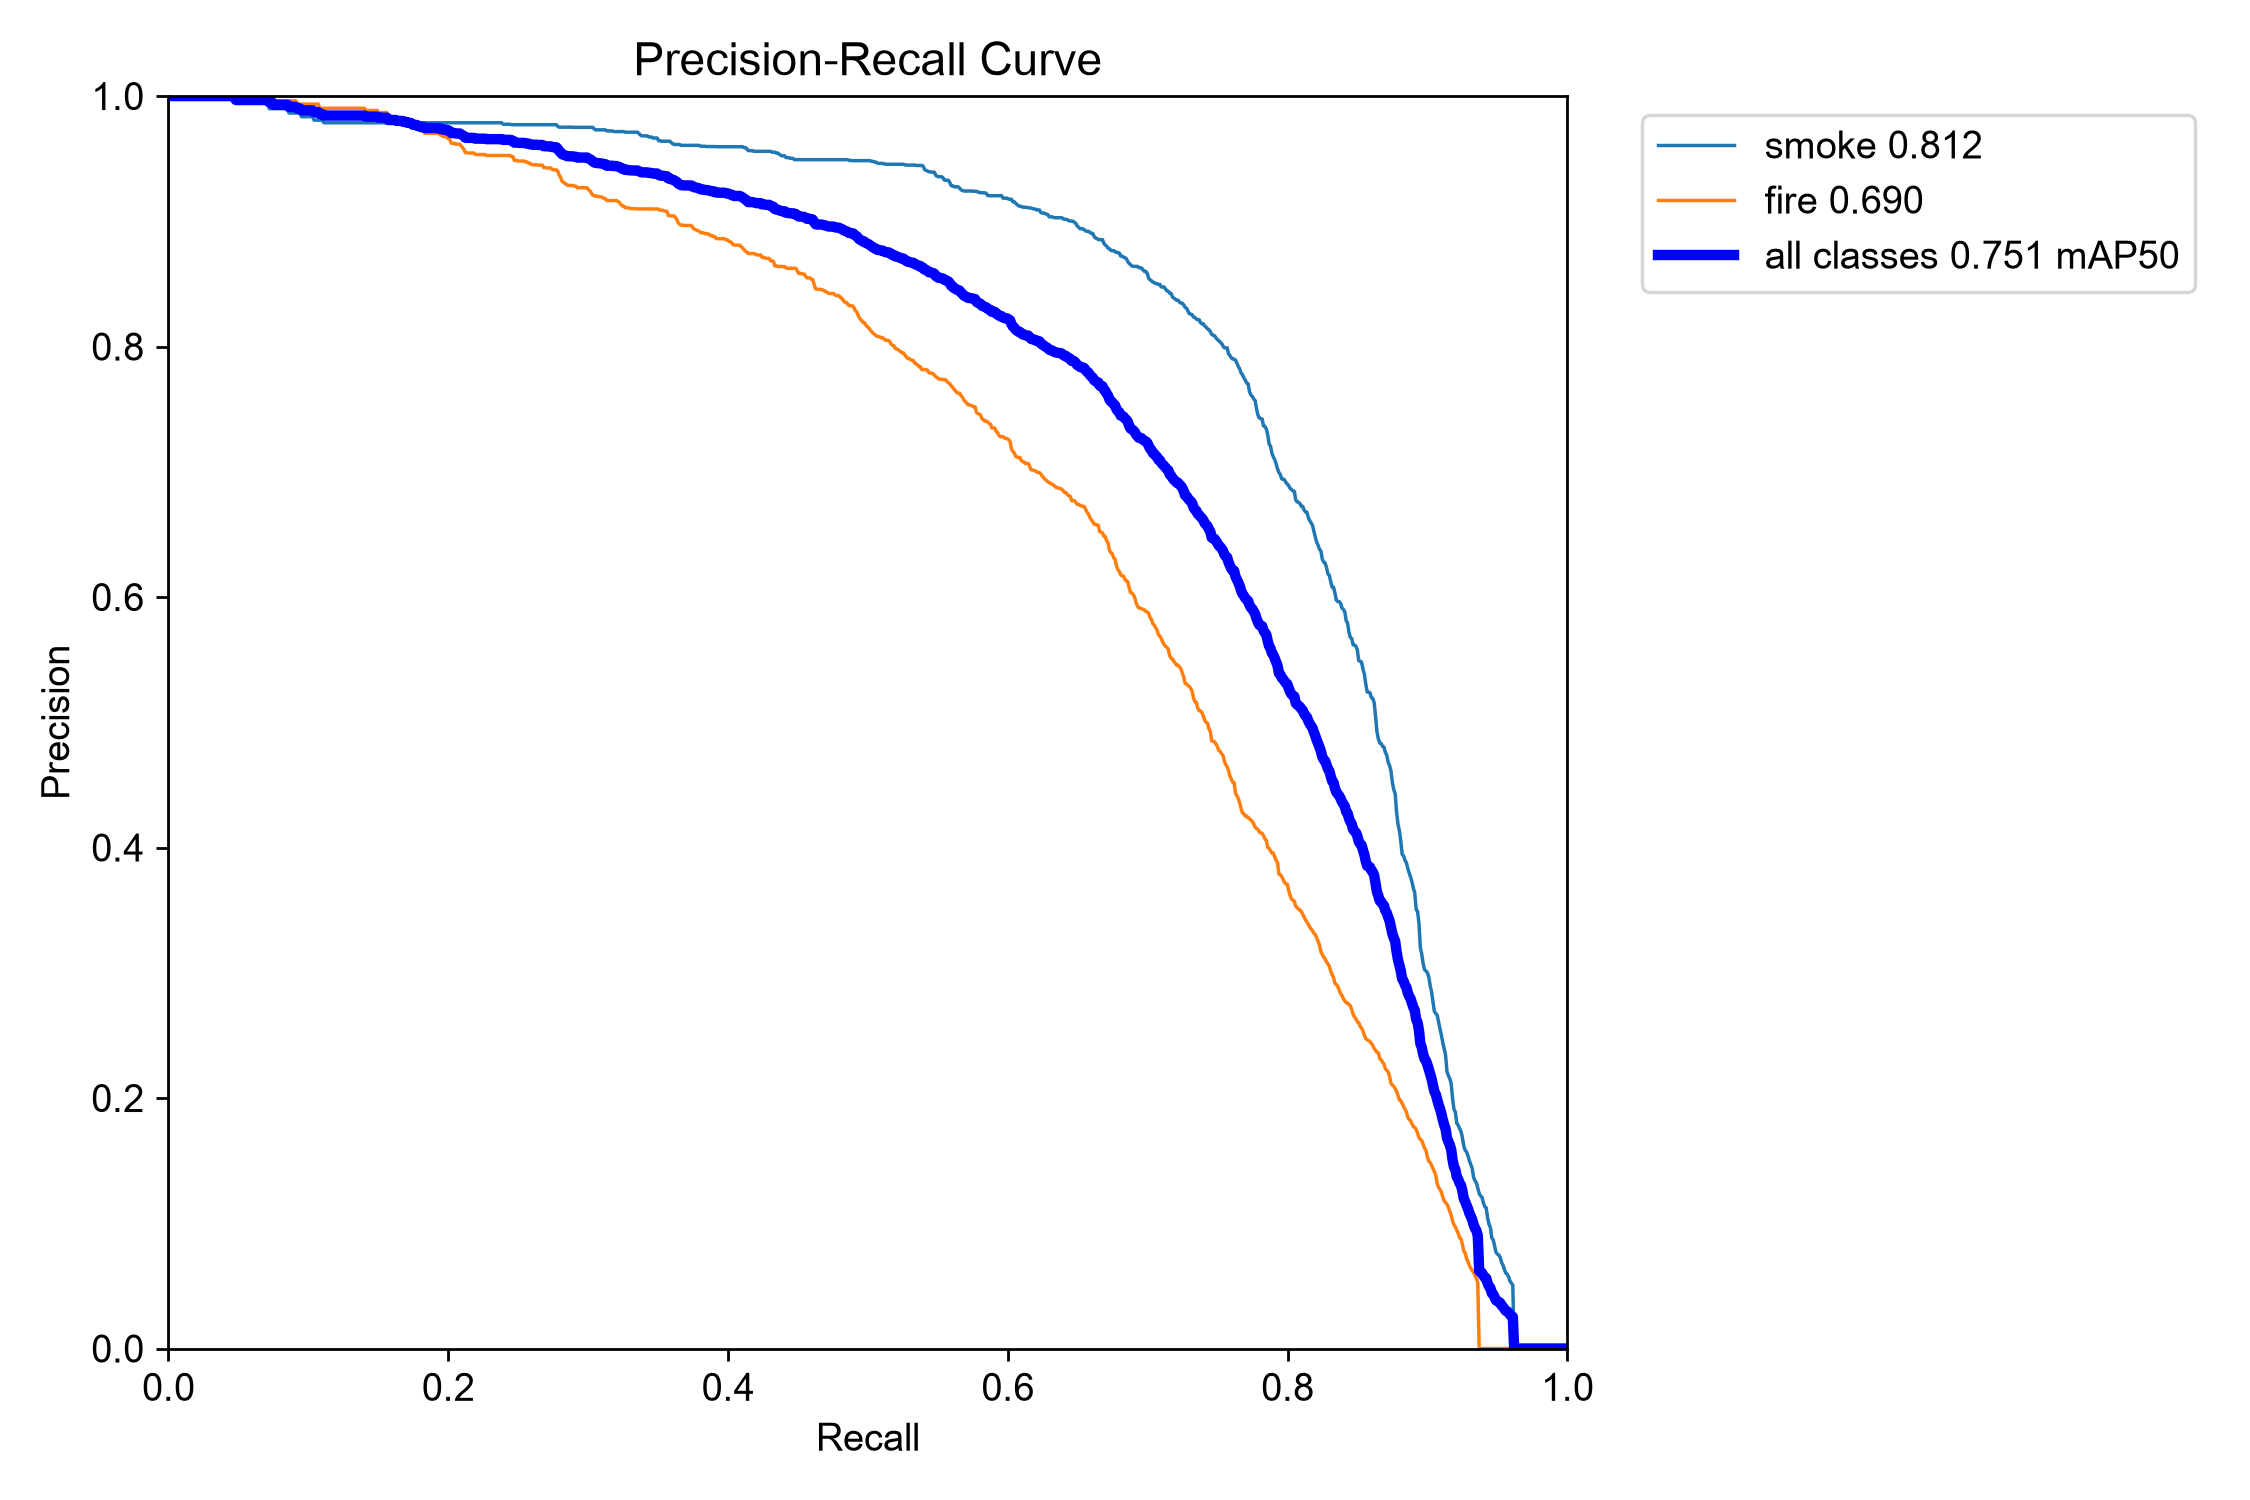 Precision-Recall Curve
1.0
0.8
0.6
0.4
0.2
0.0
Precision
0.0 0.2 0.4 0.6 0.8 1.0
Recall
smoke 0.812
fire 0.690
all classes 0.751 mAP50